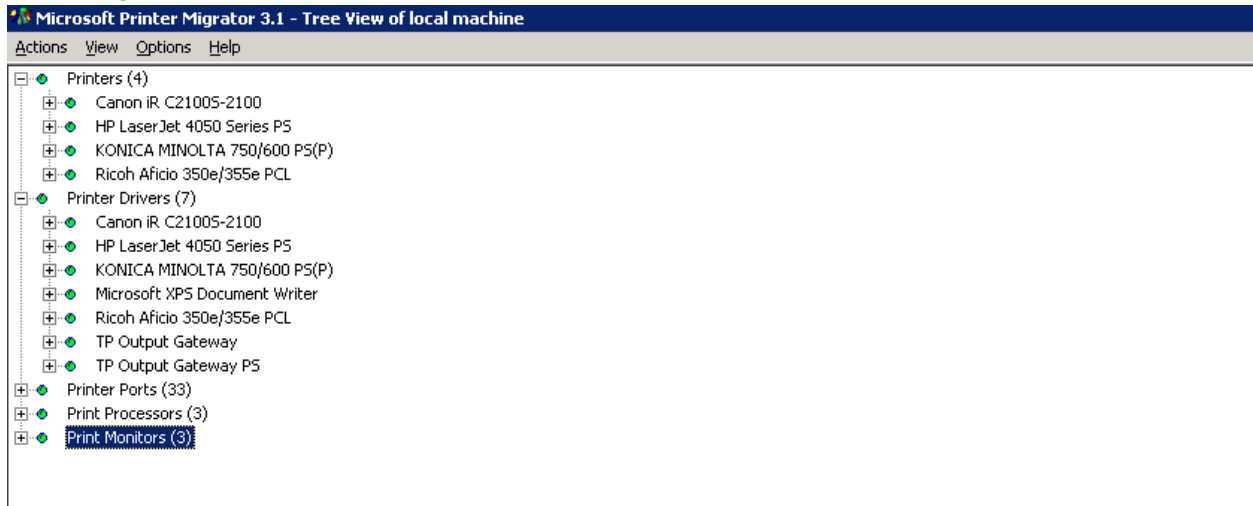 Microsoft Printer Migrator 3.1 - Tree View of local machine
Actions View Options Help
Printers (4)
Canon iR C2100S-2100
HP LaserJet 4050 Series PS
KONICA MINOLTA 750/600 PS(P)
Ricoh Aficio 350e/355e PCL
Printer Drivers (7)
Canon iR C2100S-2100
HP LaserJet 4050 Series PS
KONICA MINOLTA 750/600 PS(P)
Microsoft XPS Document Writer
Ricoh Aficio 350e/355e PCL
TP Output Gateway
TP Output Gateway PS
Printer Ports (33)
Print Processors (3)
Print Monitors (3)